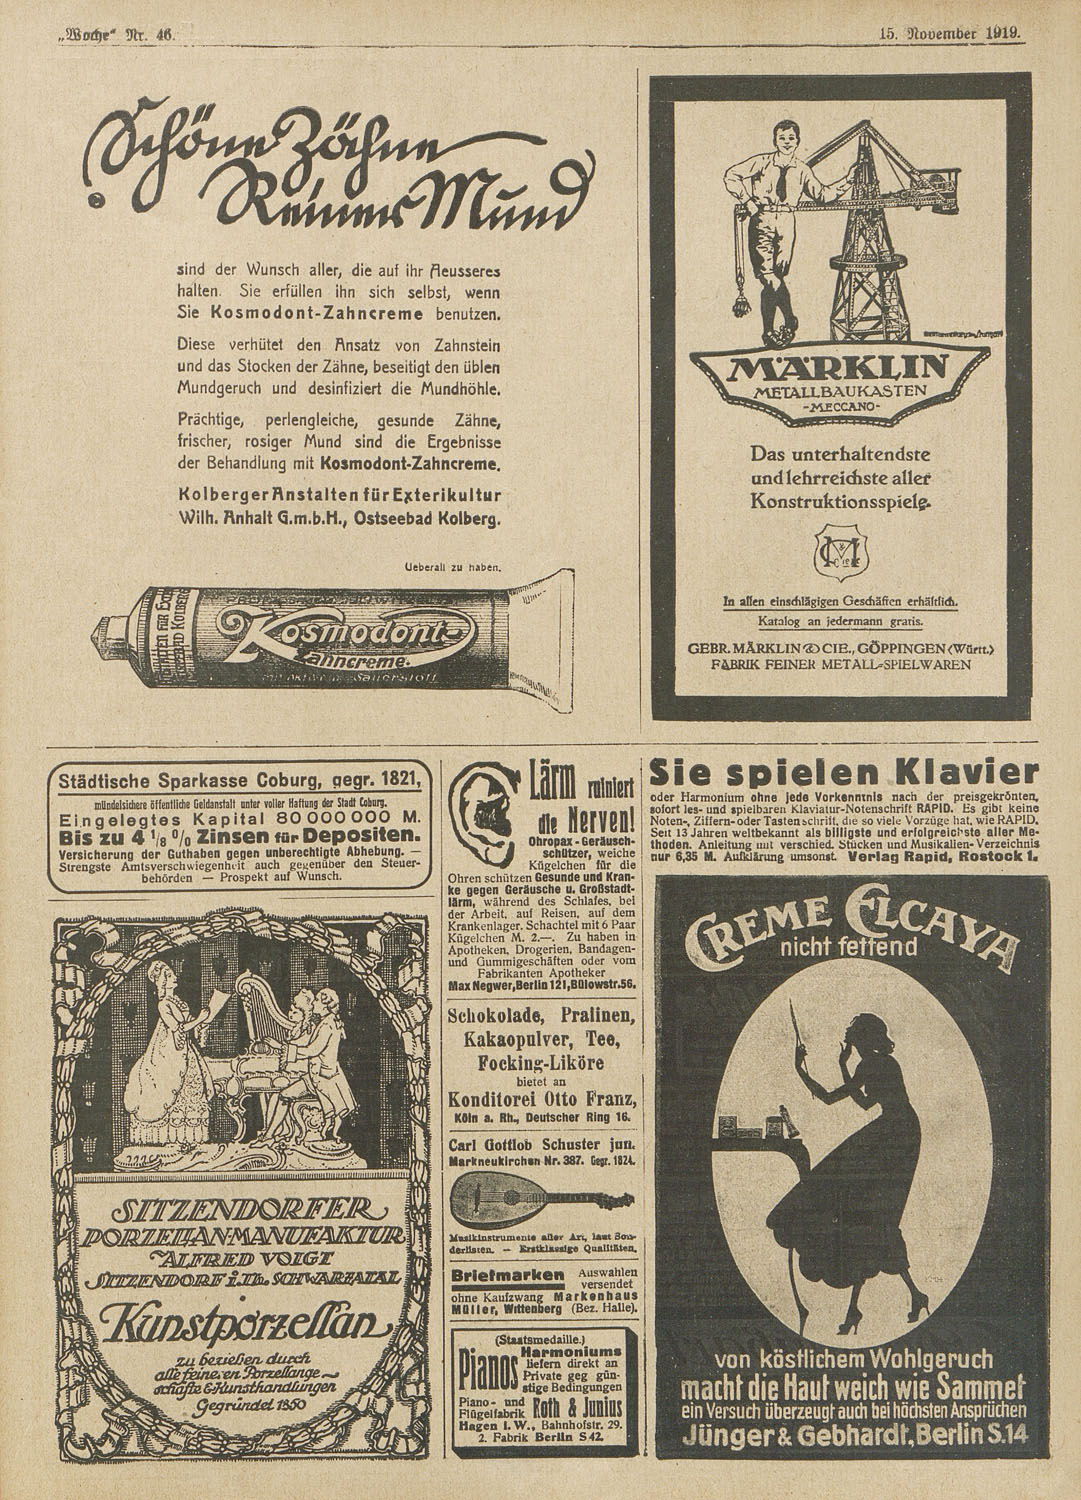 „Woche“ Nr. 46.
15. November 1919.
Schöne Zähne
Reiner Mund
sind der Wunsch aller, die auf ihr Aeusseres
halten. Sie erfüllen ihn sich selbst, wenn
Sie Kosmodont-Zahncreme benutzen.
Diese verhütet den Ansatz von Zahnstein
und das Stocken der Zähne, beseitigt den üblen
Mundgeruch und desinfiziert die Mundhöhle.
Prächtige, perlengleiche, gesunde Zähne,
frischer, rosiger Mund sind die Ergebnisse
der Behandlung mit Kosmodont-Zahncreme.
Kolberger Anstalten für Exterikultur
Wilh. Anhalt G.m.b.H., Ostseebad Kolberg.
Ueberall zu haben.
Kosmodont
Zahncreme.
mit aktivem Sauerstoff
MÄRKLIN
METALLBAUKASTEN
-MECCANO-
Das unterhaltendste
und lehrreichste aller
Konstruktionsspiele.
In allen einschlägigen Geschäften erhältlich.
Katalog an jedermann gratis.
GEBR. MÄRKLIN & CIE., GÖPPINGEN (Württ.)
FABRIK FEINER METALL-SPIELWAREN
Städtische Sparkasse Coburg, gegr. 1821,
mündelsichere öffentliche Geldanstalt unter voller Haftung der Stadt Coburg.
Eingelegtes Kapital 80 000 000 M.
Bis zu 4 1/8 % Zinsen für Depositen.
Versicherung der Guthaben gegen unberechtigte Abhebung. —
Strengste Amtsverschwiegenheit auch gegenüber den Steuer-
behörden — Prospekt auf Wunsch.
SITZENDORFER
PORZELLAN-MANUFAKTUR
ALFRED VOIGT
SITZENDORF i. Th. SCHWARZATAL
Kunstporzellan
zu beziehen durch
alle feineren Porzellange-
schäfte & Kunsthandlungen
Gegründet 1850
Lärm ruiniert
die Nerven!
Ohropax-Geräusch-
schützer, weiche
Kügelchen für die
Ohren schützen Gesunde und Kran-
ke gegen Geräusche u. Großstadt-
lärm, während des Schlafes, bei
der Arbeit, auf Reisen, auf dem
Krankenlager. Schachtel mit 6 Paar
Kügelchen M. 2.—. Zu haben in
Apotheken, Drogerien, Bandagen-
und Gummigeschäften oder vom
Fabrikanten Apotheker
Max Negwer, Berlin 121, Bülowstr. 56.
Schokolade, Pralinen,
Kakaopulver, Tee,
Focking-Liköre
bietet an
Konditorei Otto Franz,
Köln a. Rh., Deutscher Ring 16.
Carl Gottlob Schuster jun.
Markneukirchen Nr. 387. Gegr. 1824.
Musikinstrumente aller Art, laut Son-
derlisten. — Erstklassige Qualitäten.
Briefmarken Auswahlen
versendet
ohne Kaufzwang Markenhaus
Müller, Wittenberg (Bez. Halle).
(Staatsmedaille.)
Pianos Harmoniums
liefern direkt an
Private geg gün-
stige Bedingungen
Piano- und
Flügelfabrik Roth & Junius
Hagen i. W., Bahnhofstr. 29.
2. Fabrik Berlin S 42.
Sie spielen Klavier
oder Harmonium ohne jede Vorkenntnis nach der preisgekrönten,
sofort les- und spielbaren Klaviatur-Notenschrift RAPID. Es gibt keine
Noten-, Ziffern- oder Tastenschrift, die so viele Vorzüge hat, wie RAPID.
Seit 13 Jahren weltbekannt als billigste und erfolgreichste aller Me-
thoden. Anleitung mit verschied. Stücken und Musikalien-Verzeichnis
nur 6,35 M. Aufklärung umsonst. Verlag Rapid, Rostock 1.
CREME ELCAYA
nicht fettend
von köstlichem Wohlgeruch
macht die Haut weich wie Sammet
ein Versuch überzeugt auch bei höchsten Ansprüchen
Jünger & Gebhardt, Berlin S.14